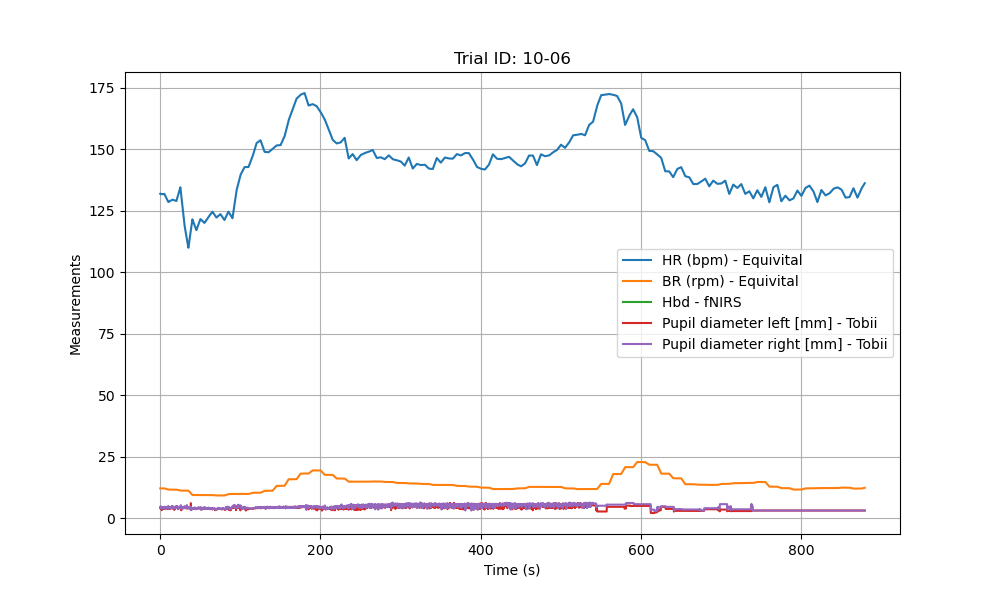 Trial ID: 10-06
175
150
125
100
75
50
25
0
Measurements
HR (bpm) - Equivital
BR (rpm) - Equivital
Hbd - fNIRS
Pupil diameter left [mm] - Tobii
Pupil diameter right [mm] - Tobii
0 200 400 600 800
Time (s)